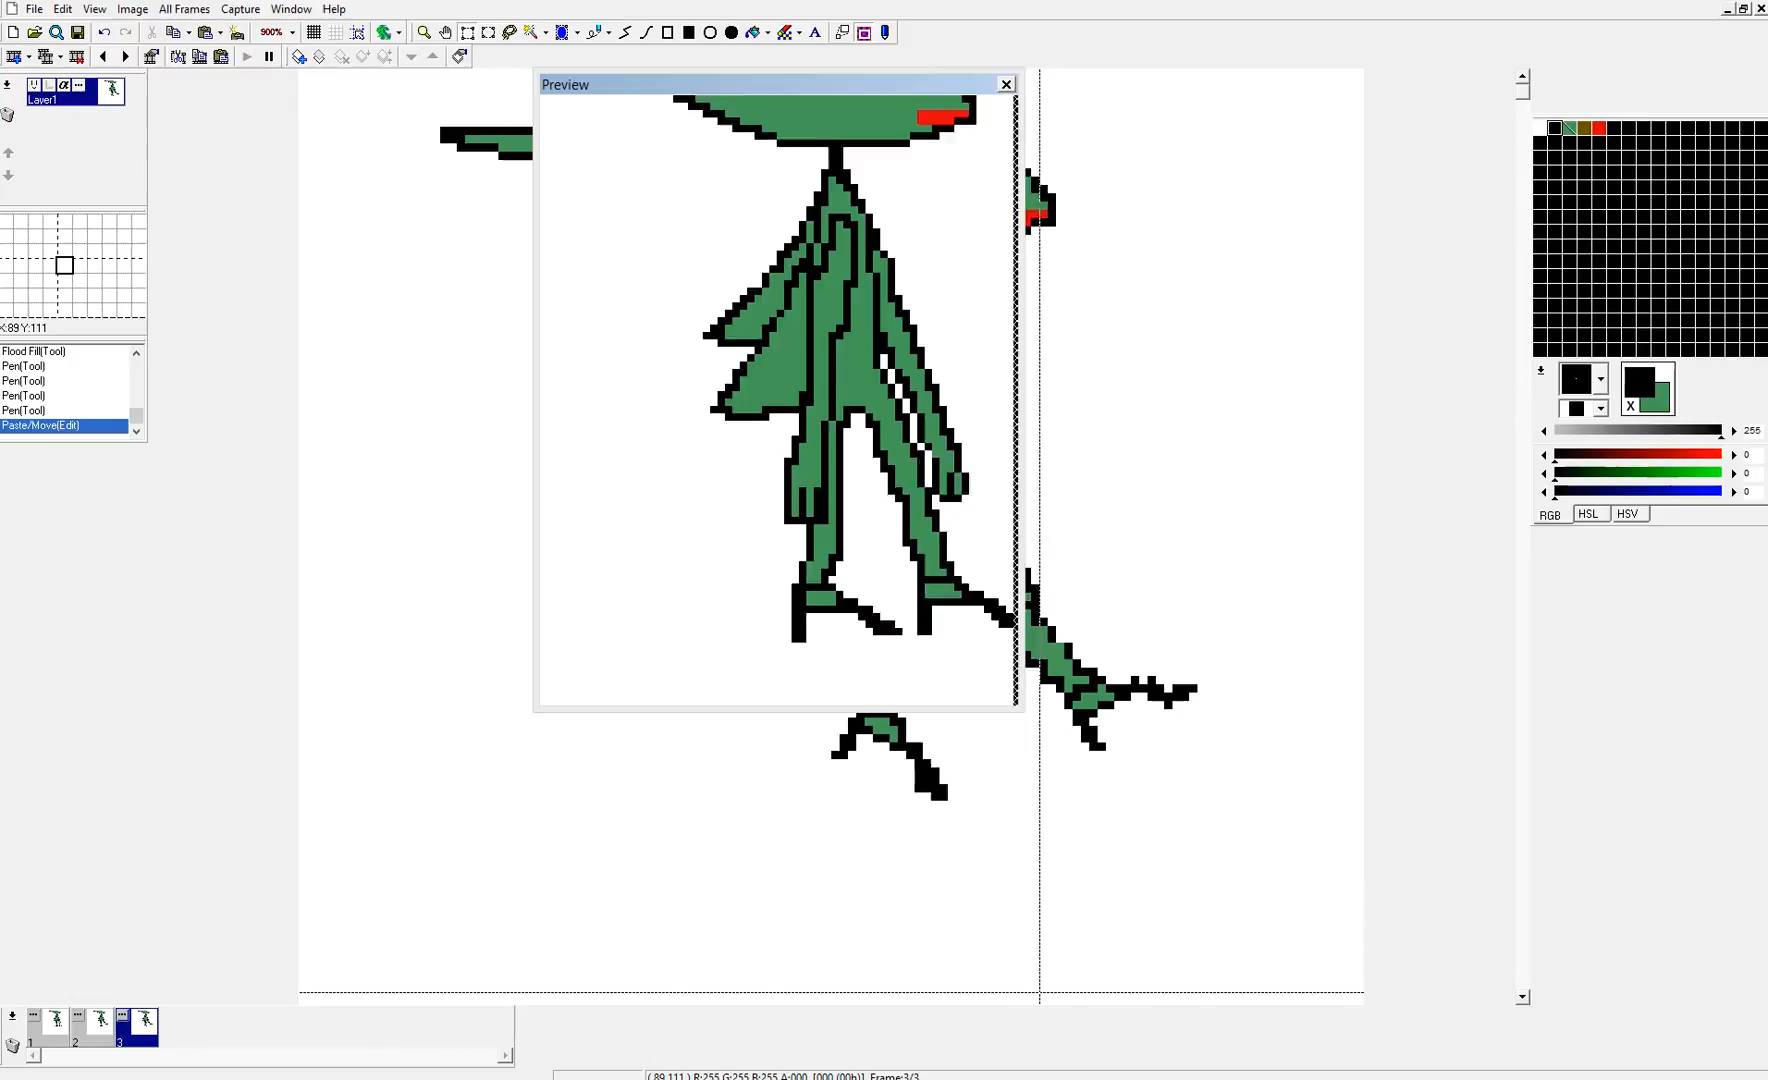 File Edit View Image All Frames Capture Window Help
900%
A
Layer1
Preview
X:89 Y:111
Flood Fill(Tool)
Pen(Tool)
Pen(Tool)
Pen(Tool)
Pen(Tool)
Paste/Move(Edit)
X
255
0
0
0
RGB HSL HSV
1 2 3
( 89,111 ) R:255 G:255 B:255 A:000 [000 (00h)] Frame:3/3